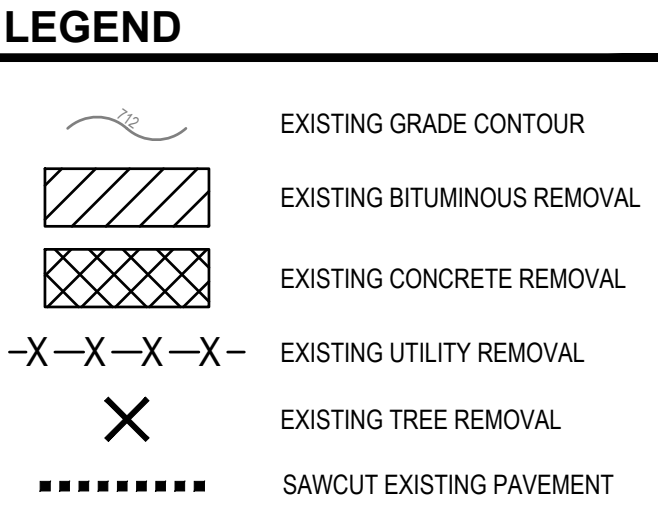 LEGEND
712 EXISTING GRADE CONTOUR
EXISTING BITUMINOUS REMOVAL
EXISTING CONCRETE REMOVAL
–X—X—X—X– EXISTING UTILITY REMOVAL
EXISTING TREE REMOVAL
SAWCUT EXISTING PAVEMENT